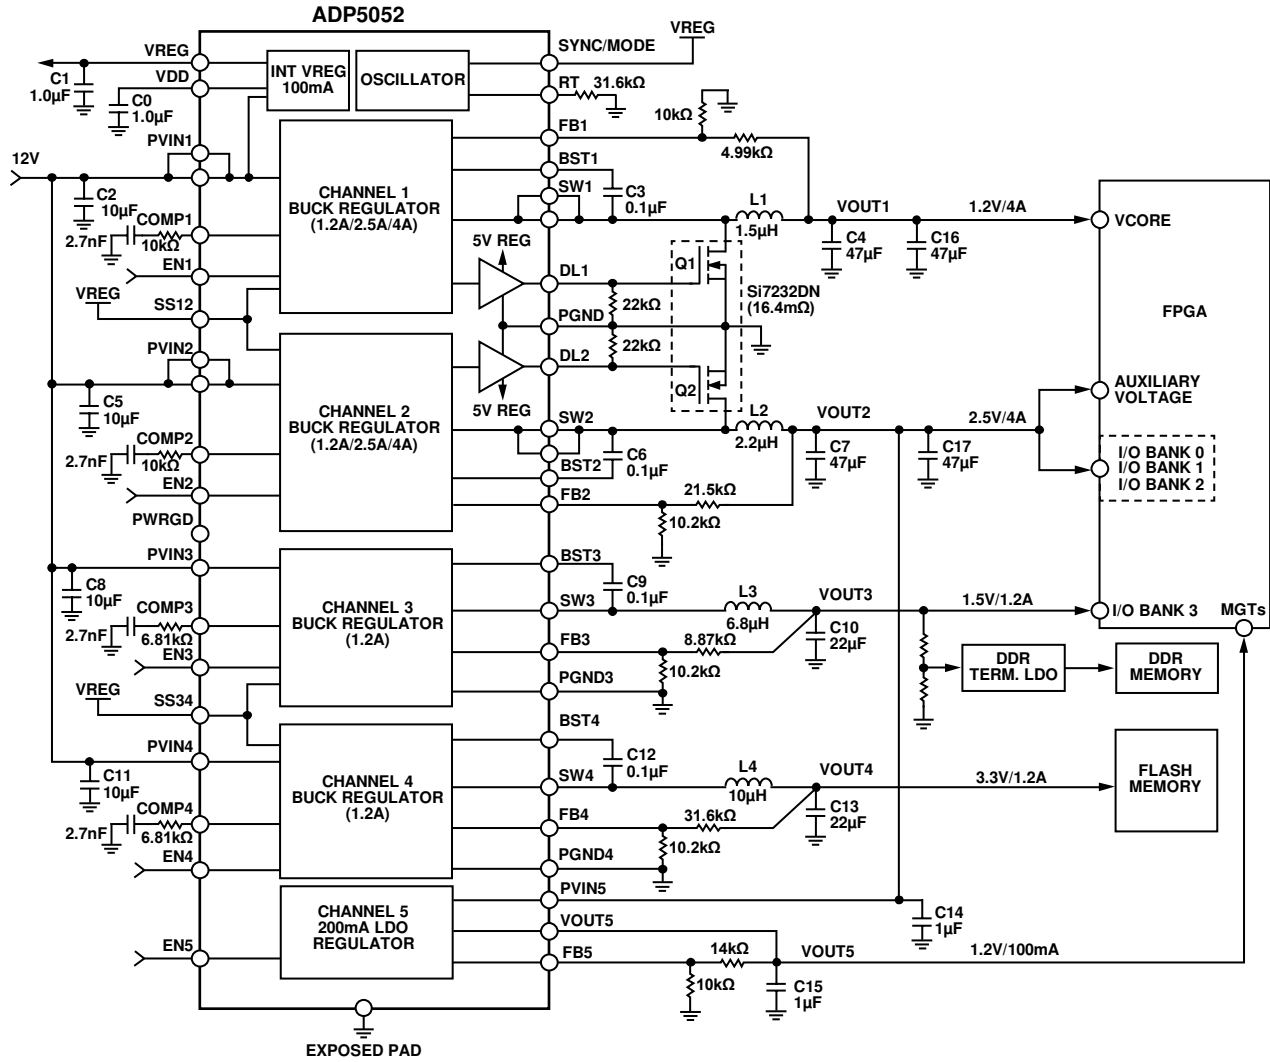 ADP5052
VREG
C1
1.0µF
VDD
C0
1.0µF
INT VREG
100mA
OSCILLATOR
SYNC/MODE
VREG
RT
31.6kΩ
FB1
10kΩ
4.99kΩ
PVIN1
12V
C2
10µF
COMP1
2.7nF
10kΩ
EN1
CHANNEL 1
BUCK REGULATOR
(1.2A/2.5A/4A)
BST1
SW1
C3
0.1µF
L1
1.5µH
VOUT1
C4
47µF
C16
47µF
1.2V/4A
VCORE
5V REG
DL1
Q1
22kΩ
Si7232DN
(16.4mΩ)
FPGA
VREG
SS12
PGND
22kΩ
PVIN2
C5
10µF
COMP2
2.7nF
10kΩ
EN2
CHANNEL 2
BUCK REGULATOR
(1.2A/2.5A/4A)
DL2
5V REG
Q2
SW2
L2
2.2µH
VOUT2
C6
0.1µF
BST2
C7
47µF
C17
47µF
2.5V/4A
AUXILIARY
VOLTAGE
I/O BANK 0
I/O BANK 1
I/O BANK 2
FB2
21.5kΩ
10.2kΩ
PWRGD
PVIN3
C8
10µF
COMP3
2.7nF
6.81kΩ
EN3
CHANNEL 3
BUCK REGULATOR
(1.2A)
BST3
C9
0.1µF
SW3
L3
6.8µH
VOUT3
C10
22µF
1.5V/1.2A
I/O BANK 3
MGTs
FB3
8.87kΩ
10.2kΩ
PGND3
DDR
TERM. LDO
DDR
MEMORY
VREG
SS34
PVIN4
C11
10µF
COMP4
2.7nF
6.81kΩ
EN4
CHANNEL 4
BUCK REGULATOR
(1.2A)
BST4
C12
0.1µF
SW4
L4
10µH
VOUT4
C13
22µF
3.3V/1.2A
FLASH
MEMORY
FB4
31.6kΩ
10.2kΩ
PGND4
PVIN5
C14
1µF
CHANNEL 5
200mA LDO
REGULATOR
VOUT5
EN5
FB5
14kΩ
10kΩ
VOUT5
C15
1µF
1.2V/100mA
EXPOSED PAD